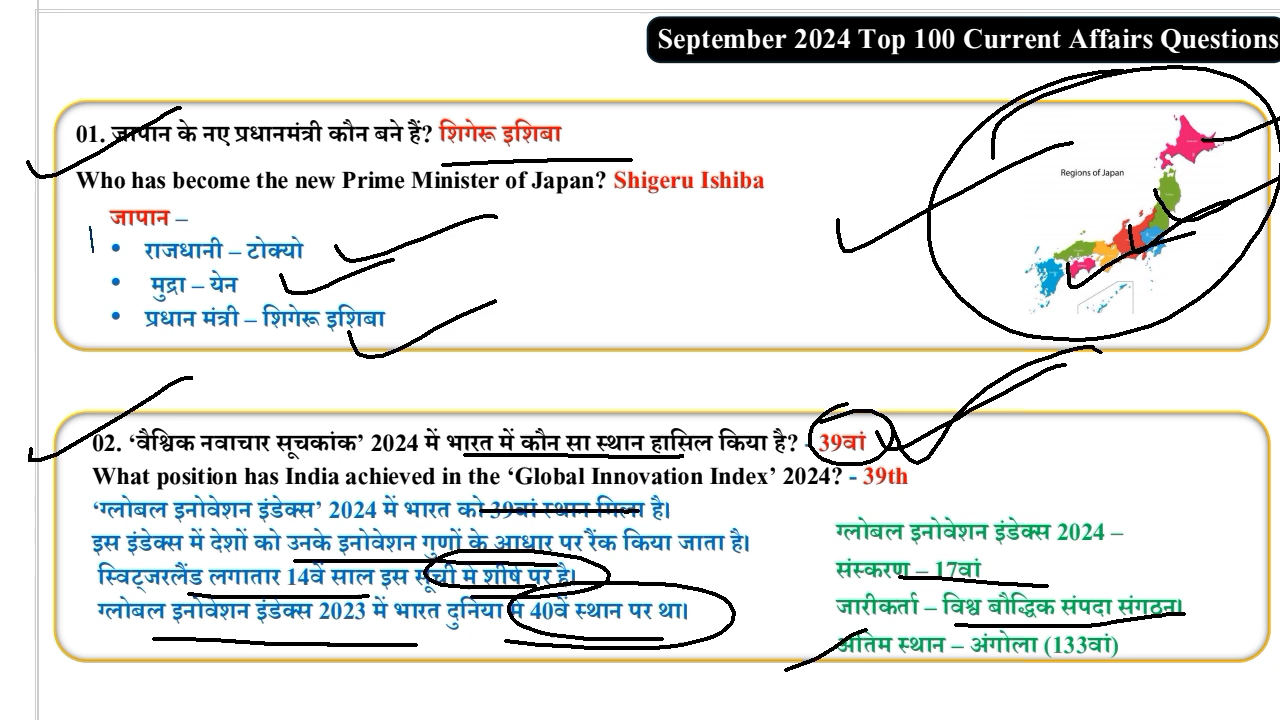 September 2024 Top 100 Current Affairs Questions
01. जापान के नए प्रधानमंत्री कौन बने हैं? शिगेरू इशिबा
Who has become the new Prime Minister of Japan? Shigeru Ishiba
जापान –
• राजधानी – टोक्यो
• मुद्रा – येन
• प्रधान मंत्री – शिगेरू इशिबा
Regions of Japan
02. ‘वैश्विक नवाचार सूचकांक’ 2024 में भारत में कौन सा स्थान हासिल किया है? - 39वां
What position has India achieved in the ‘Global Innovation Index’ 2024? - 39th
‘ग्लोबल इनोवेशन इंडेक्स’ 2024 में भारत को 39वां स्थान मिला है।
इस इंडेक्स में देशों को उनके इनोवेशन गुणों के आधार पर रैंक किया जाता है।
स्विट्जरलैंड लगातार 14वें साल इस सूची में शीर्ष पर है।
ग्लोबल इनोवेशन इंडेक्स 2023 में भारत दुनिया में 40वें स्थान पर था।
ग्लोबल इनोवेशन इंडेक्स 2024 –
संस्करण – 17वां
जारीकर्ता – विश्व बौद्धिक संपदा संगठन।
अंतिम स्थान – अंगोला (133वां)